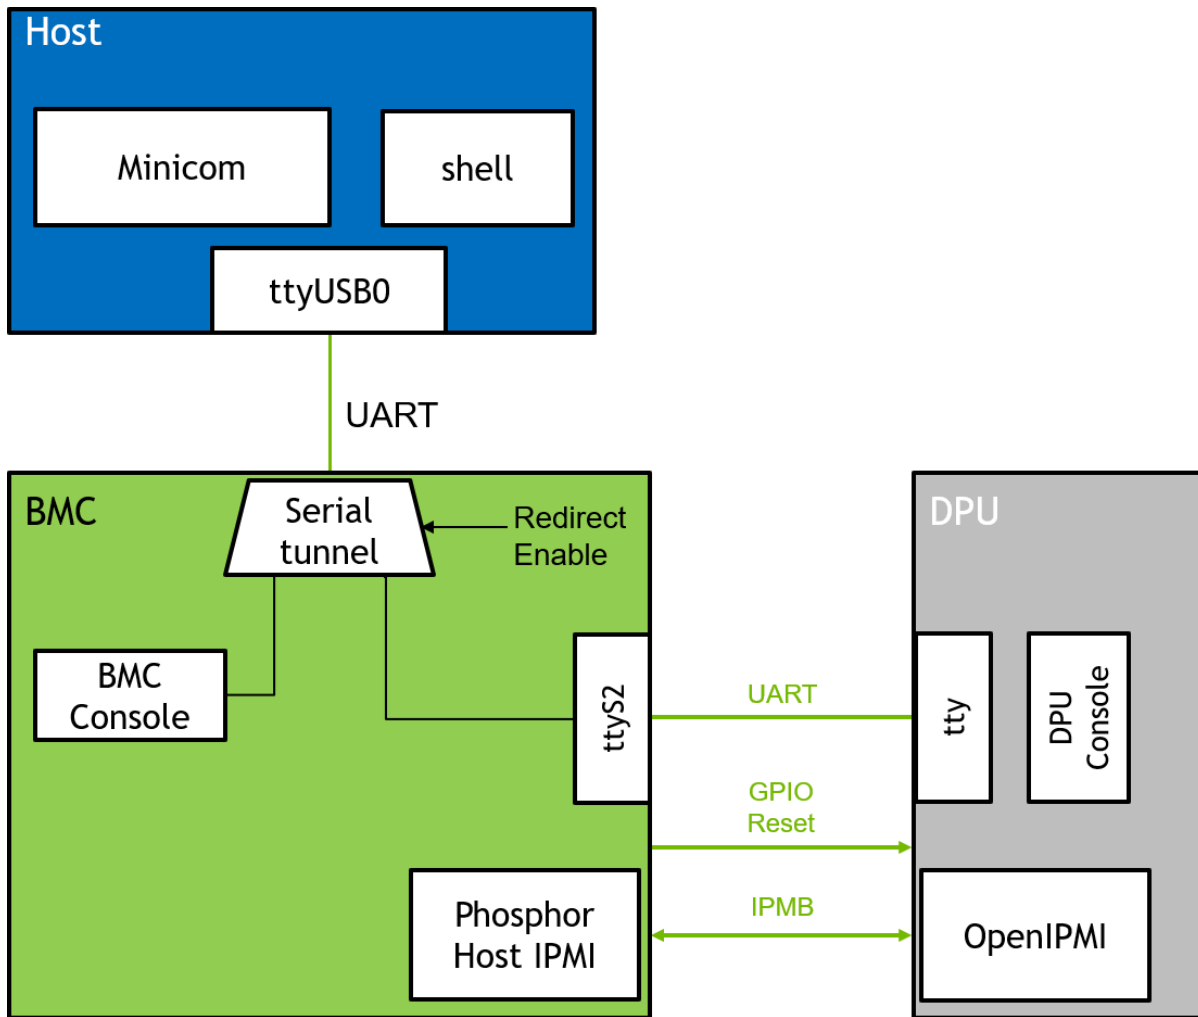 Host
Minicom
shell
ttyUSB0
UART
BMC
Serial
tunnel
Redirect
Enable
BMC
Console
ttyS2
UART
GPIO
Reset
IPMB
Phosphor
Host IPMI
DPU
tty
DPU
Console
OpenIPMI